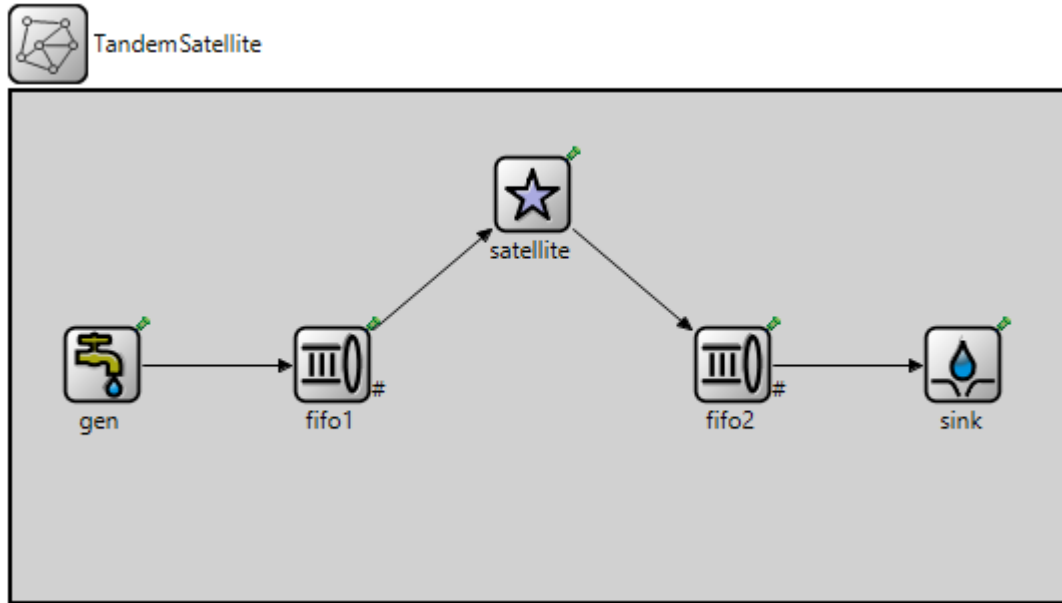 TandemSatellite
satellite
gen
fifo1
#
fifo2
#
sink